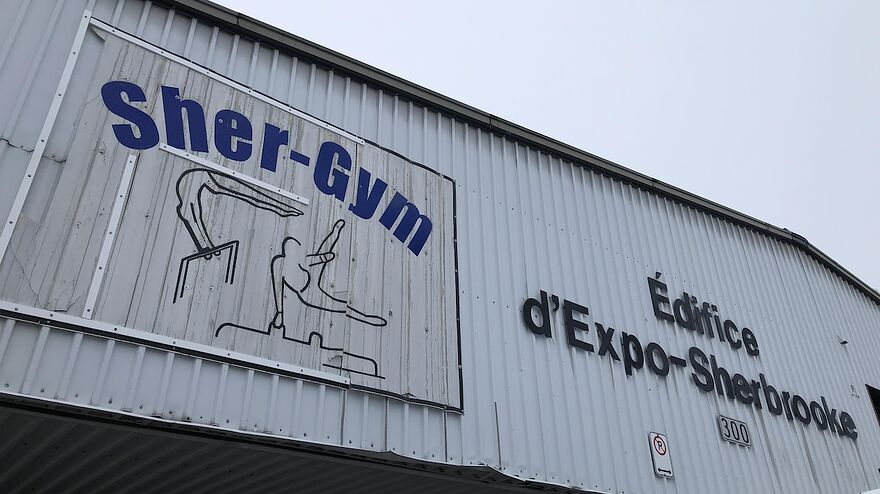 Sher-Gym
Édifice
d'Expo-Sherbrooke
300
P